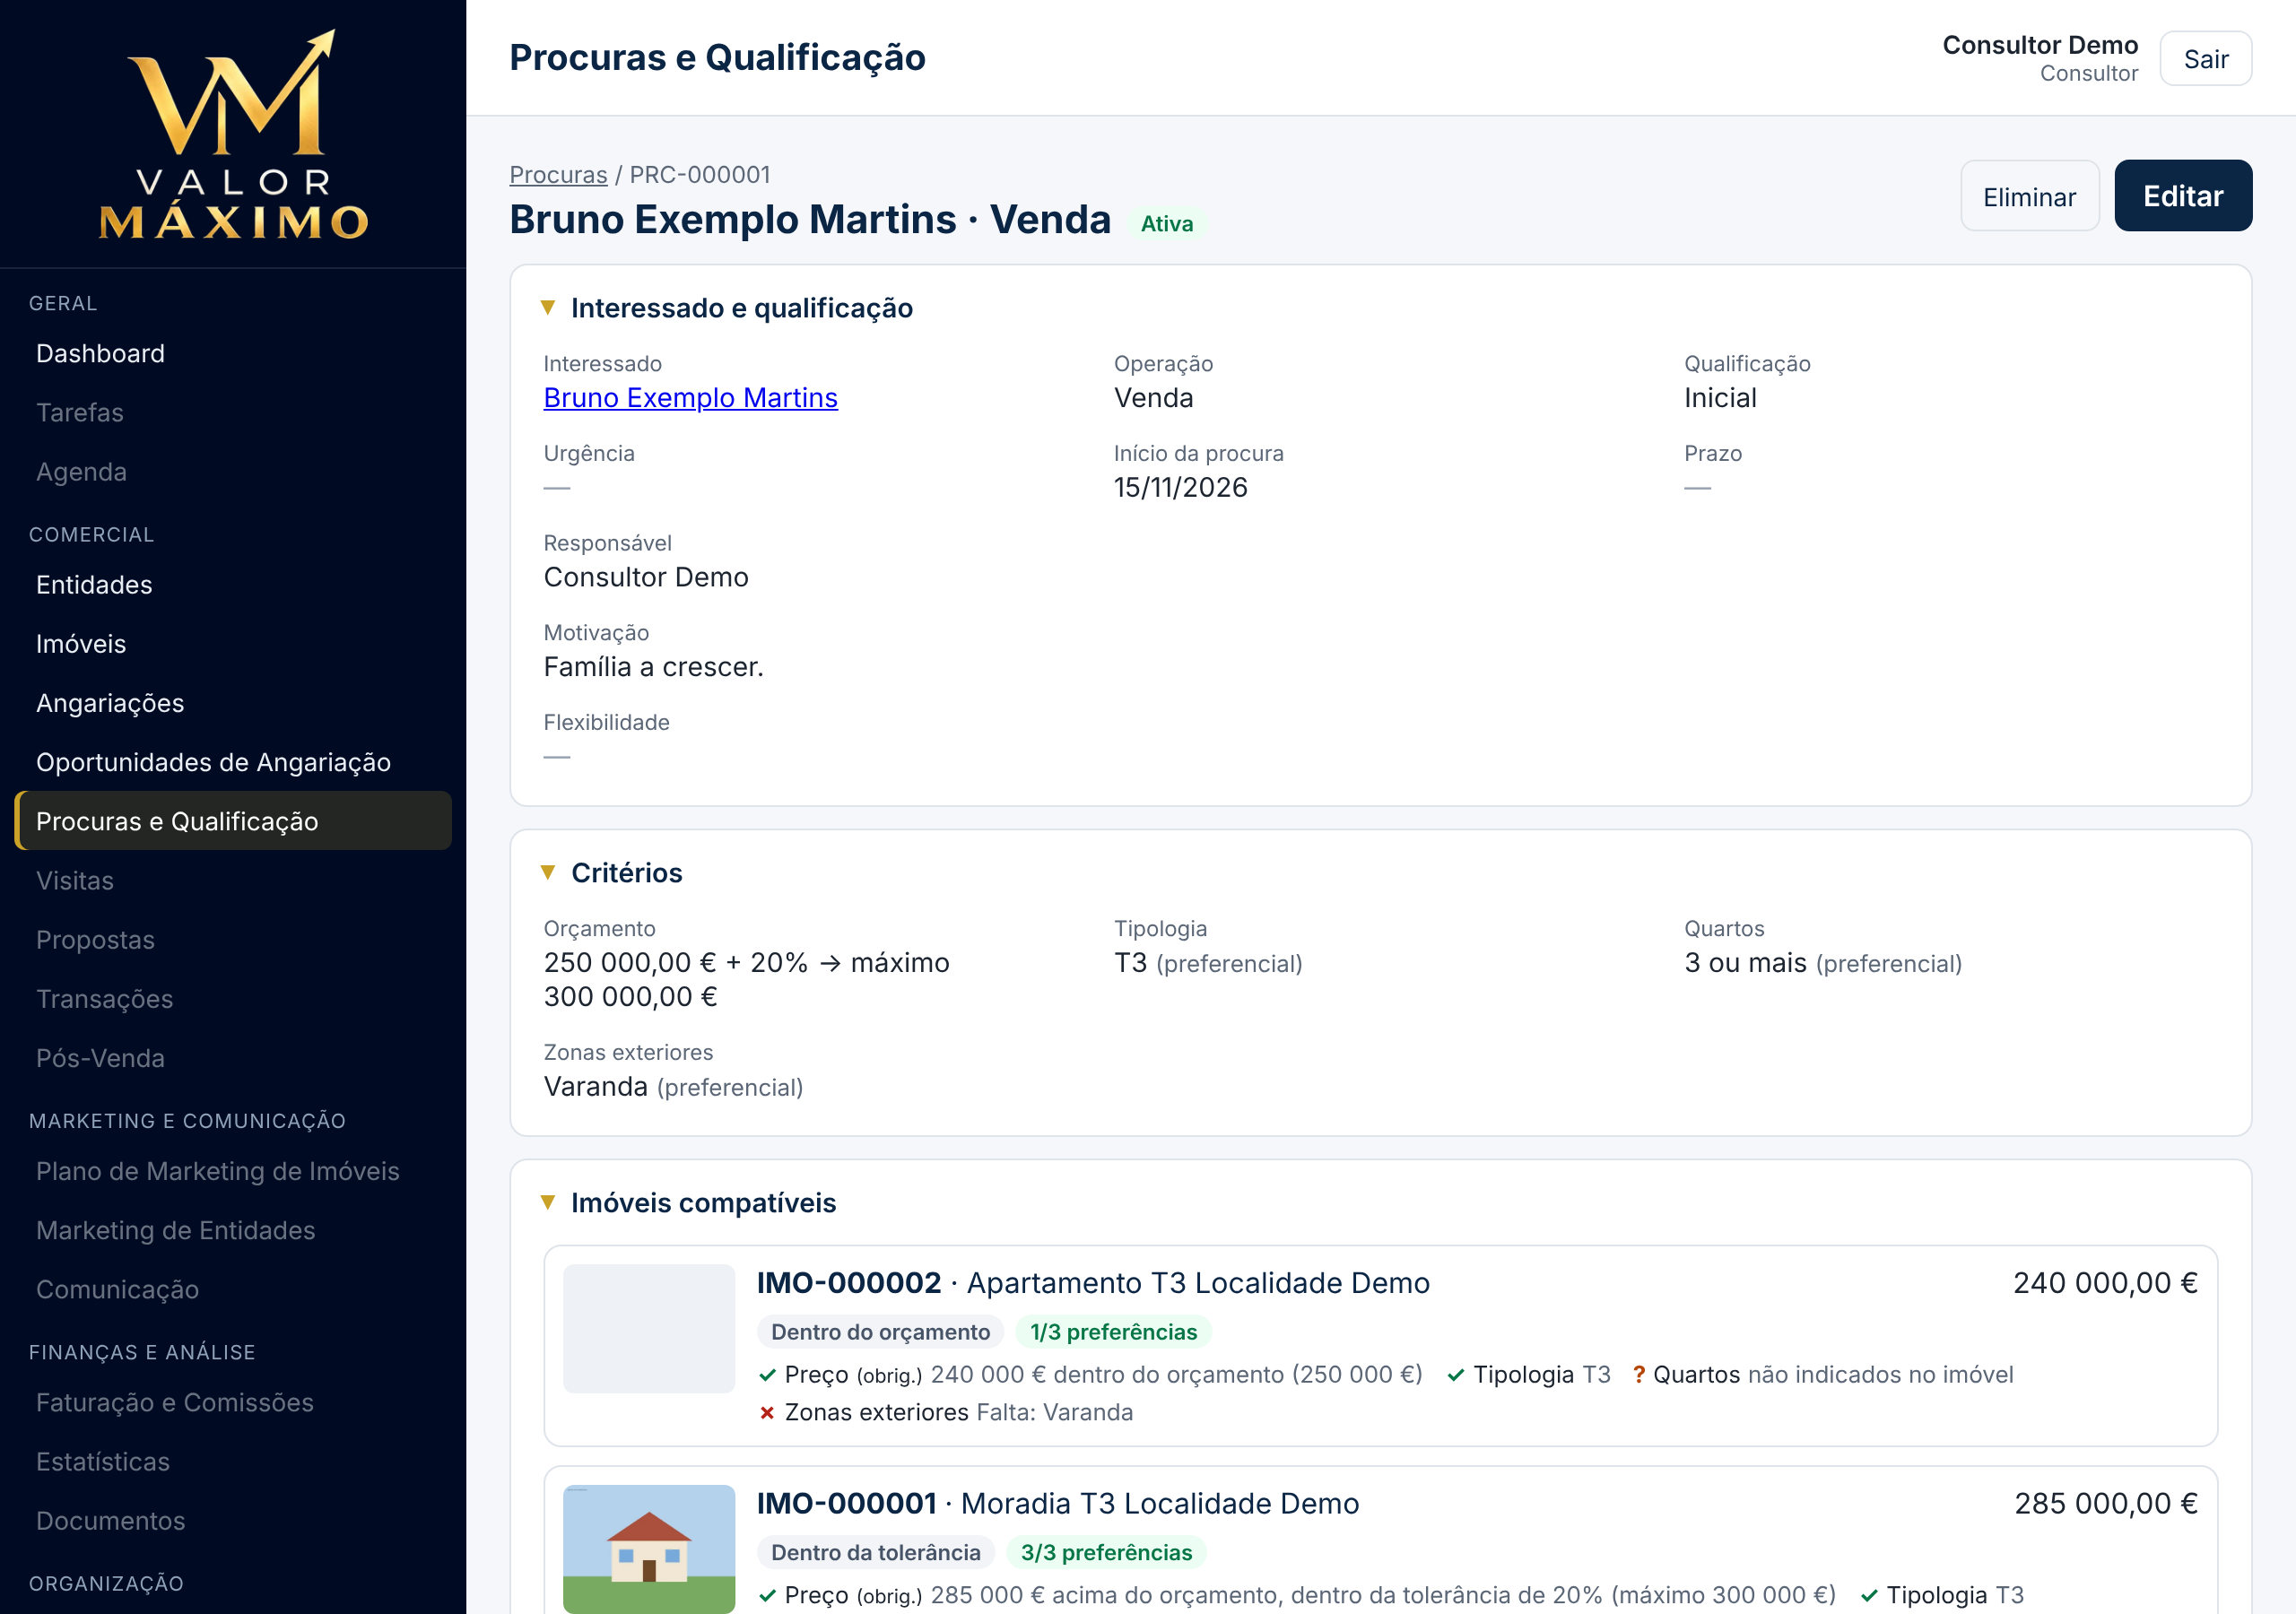 VM
VALOR
MÁXIMO
GERAL
Dashboard
Tarefas
Agenda
COMERCIAL
Entidades
Imóveis
Angariações
Oportunidades de Angariação
Procuras e Qualificação
Visitas
Propostas
Transações
Pós-Venda
MARKETING E COMUNICAÇÃO
Plano de Marketing de Imóveis
Marketing de Entidades
Comunicação
FINANÇAS E ANÁLISE
Faturação e Comissões
Estatísticas
Documentos
ORGANIZAÇÃO
Procuras e Qualificação
Consultor Demo
Consultor
Sair
Procuras / PRC-000001
Bruno Exemplo Martins · Venda Ativa
Eliminar
Editar
▼ Interessado e qualificação
Interessado
Bruno Exemplo Martins
Operação
Venda
Qualificação
Inicial
Urgência
—
Início da procura
15/11/2026
Prazo
—
Responsável
Consultor Demo
Motivação
Família a crescer.
Flexibilidade
—
▼ Critérios
Orçamento
250 000,00 € + 20% → máximo
300 000,00 €
Tipologia
T3 (preferencial)
Quartos
3 ou mais (preferencial)
Zonas exteriores
Varanda (preferencial)
▼ Imóveis compatíveis
IMO-000002 · Apartamento T3 Localidade Demo
240 000,00 €
Dentro do orçamento 1/3 preferências
✓ Preço (obrig.) 240 000 € dentro do orçamento (250 000 €) ✓ Tipologia T3 ? Quartos não indicados no imóvel
× Zonas exteriores Falta: Varanda
IMO-000001 · Moradia T3 Localidade Demo
285 000,00 €
Dentro da tolerância 3/3 preferências
✓ Preço (obrig.) 285 000 € acima do orçamento, dentro da tolerância de 20% (máximo 300 000 €) ✓ Tipologia T3